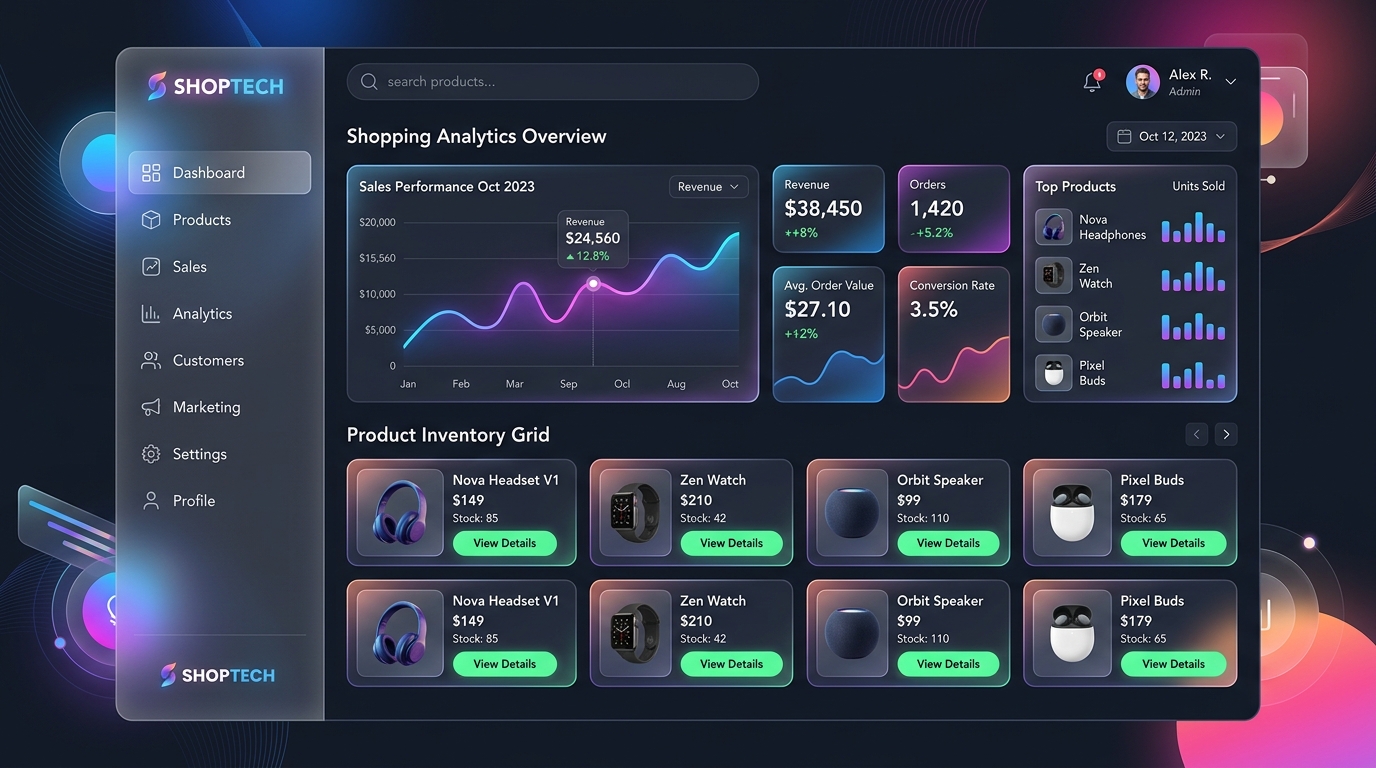 SHOPTECH
Dashboard
Products
Sales
Analytics
Customers
Marketing
Settings
Profile
SHOPTECH
search products...
Alex R.
Admin
Shopping Analytics Overview
Oct 12, 2023
Sales Performance Oct 2023
Revenue
$20,000
$15,560
$10,000
$5,000
0
Revenue
$24,560
12.8%
Jan Feb Mar Sep Ocl Aug Oct
Revenue
$38,450
++8%
Orders
1,420
-+5.2%
Avg. Order Value
$27.10
++2%
Conversion Rate
3.5%
Top Products Units Sold
Nova
Headphones
Zen
Watch
Orbit
Speaker
Pixel
Buds
Product Inventory Grid
Nova Headset V1
$149
Stock: 85
View Details
Zen Watch
$210
Stock: 42
View Details
Orbit Speaker
$99
Stock: 110
View Details
Pixel Buds
$179
Stock: 65
View Details
Nova Headset V1
$149
Stock: 85
View Details
Zen Watch
$210
Stock: 42
View Details
Orbit Speaker
$99
Stock: 110
View Details
Pixel Buds
$179
Stock: 65
View Details